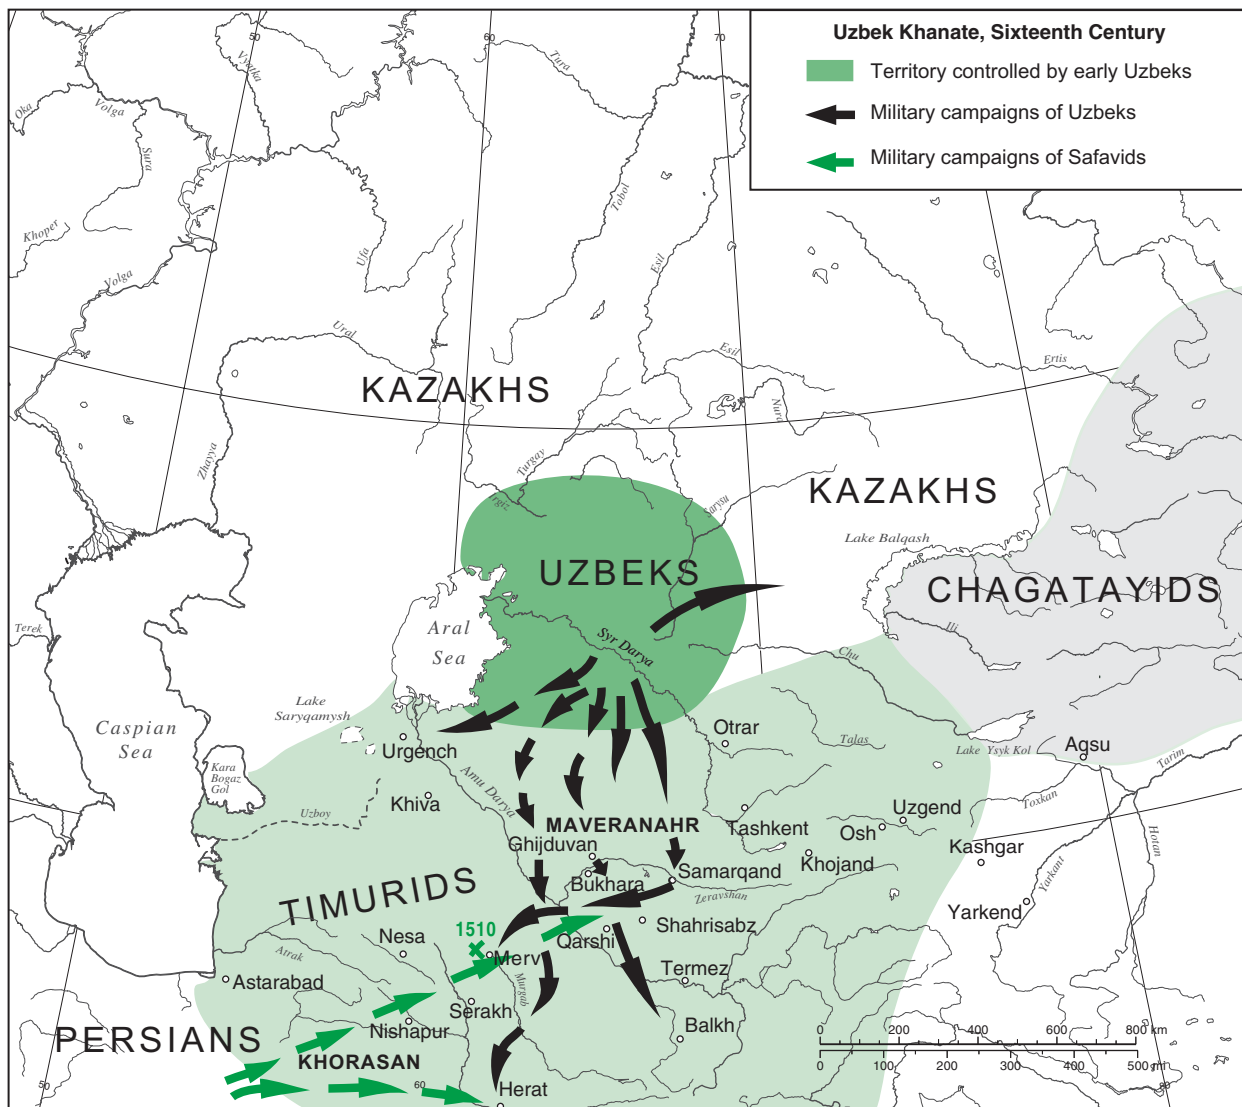 Uzbek Khanate, Sixteenth Century
Territory controlled by early Uzbeks
Military campaigns of Uzbeks
Military campaigns of Safavids
50
60
70
Vyatka
Tura
Oka
Volga
Sura
Tobol
Khoper
Ufa
Esil
Volga
Ural
Esil
Ertis
KAZAKHS
Nura
Zhayya
Turgay
Irgiz
Sarysu
KAZAKHS
Lake Balqash
UZBEKS
CHAGATAYIDS
Terek
Aral
Sea
Syr Darya
Ili
Chu
Lake
Saryqamysh
Caspian
Sea
Otrar
Talas
Lake Ysyk Kol
Aqsu
Urgench
Tarim
Kara
Bogaz
Gol
Amu Darya
Khiva
Toxkan
Uzboy
MAVERANAHR
Tashkent
Uzgend
Osh
Hotan
Ghijduvan
Kashgar
Khojand
Bukhara
Samarqand
Yarkant
Zeravshan
TIMURIDS
Yarkend
Shahrisabz
1510
Nesa
Qarshi
Atrak
Merv
Termez
Astarabad
Murgab
Serakh
Nishapur
Balkh
PERSIANS
KHORASAN
0 200 400 600 800 km
0 100 200 300 400 500 mi
50
60
80
Herat